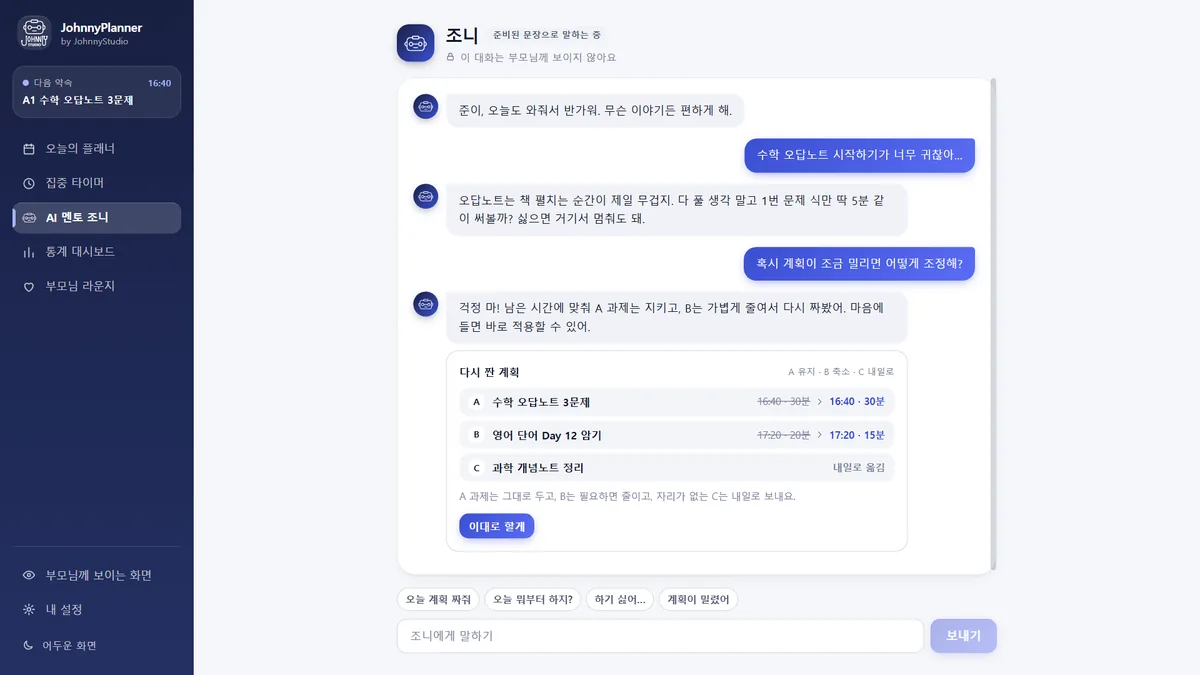 JOHNNY
STUDIO
JohnnyPlanner
by JohnnyStudio
다음 약속
16:40
A1 수학 오답노트 3문제
오늘의 플래너
집중 타이머
AI 멘토 조니
통계 대시보드
부모님 라운지
부모님께 보이는 화면
내 설정
어두운 화면
조니 준비된 문장으로 말하는 중
이 대화는 부모님께 보이지 않아요
준이, 오늘도 와줘서 반가워. 무슨 이야기든 편하게 해.
수학 오답노트 시작하기가 너무 귀찮아...
오답노트는 책 펼치는 순간이 제일 무겁지. 다 풀 생각 말고 1번 문제 식만 딱 5분 같
이 써볼까? 싫으면 거기서 멈춰도 돼.
혹시 계획이 조금 밀리면 어떻게 조정해?
걱정 마! 남은 시간에 맞춰 A 과제는 지키고, B는 가볍게 줄여서 다시 짜봤어. 마음에
들면 바로 적용할 수 있어.
다시 짠 계획
A 유지 · B 축소 · C 내일로
A 수학 오답노트 3문제 16:40 · 30분 > 16:40 · 30분
B 영어 단어 Day 12 암기 17:20 · 20분 > 17:20 · 15분
C 과학 개념노트 정리 내일로 옮김
A 과제는 그대로 두고, B는 필요하면 줄이고, 자리가 없는 C는 내일로 보내요.
이대로 할게
오늘 계획 짜줘
오늘 뭐부터 하지?
하기 싫어...
계획이 밀렸어
조니에게 말하기
보내기